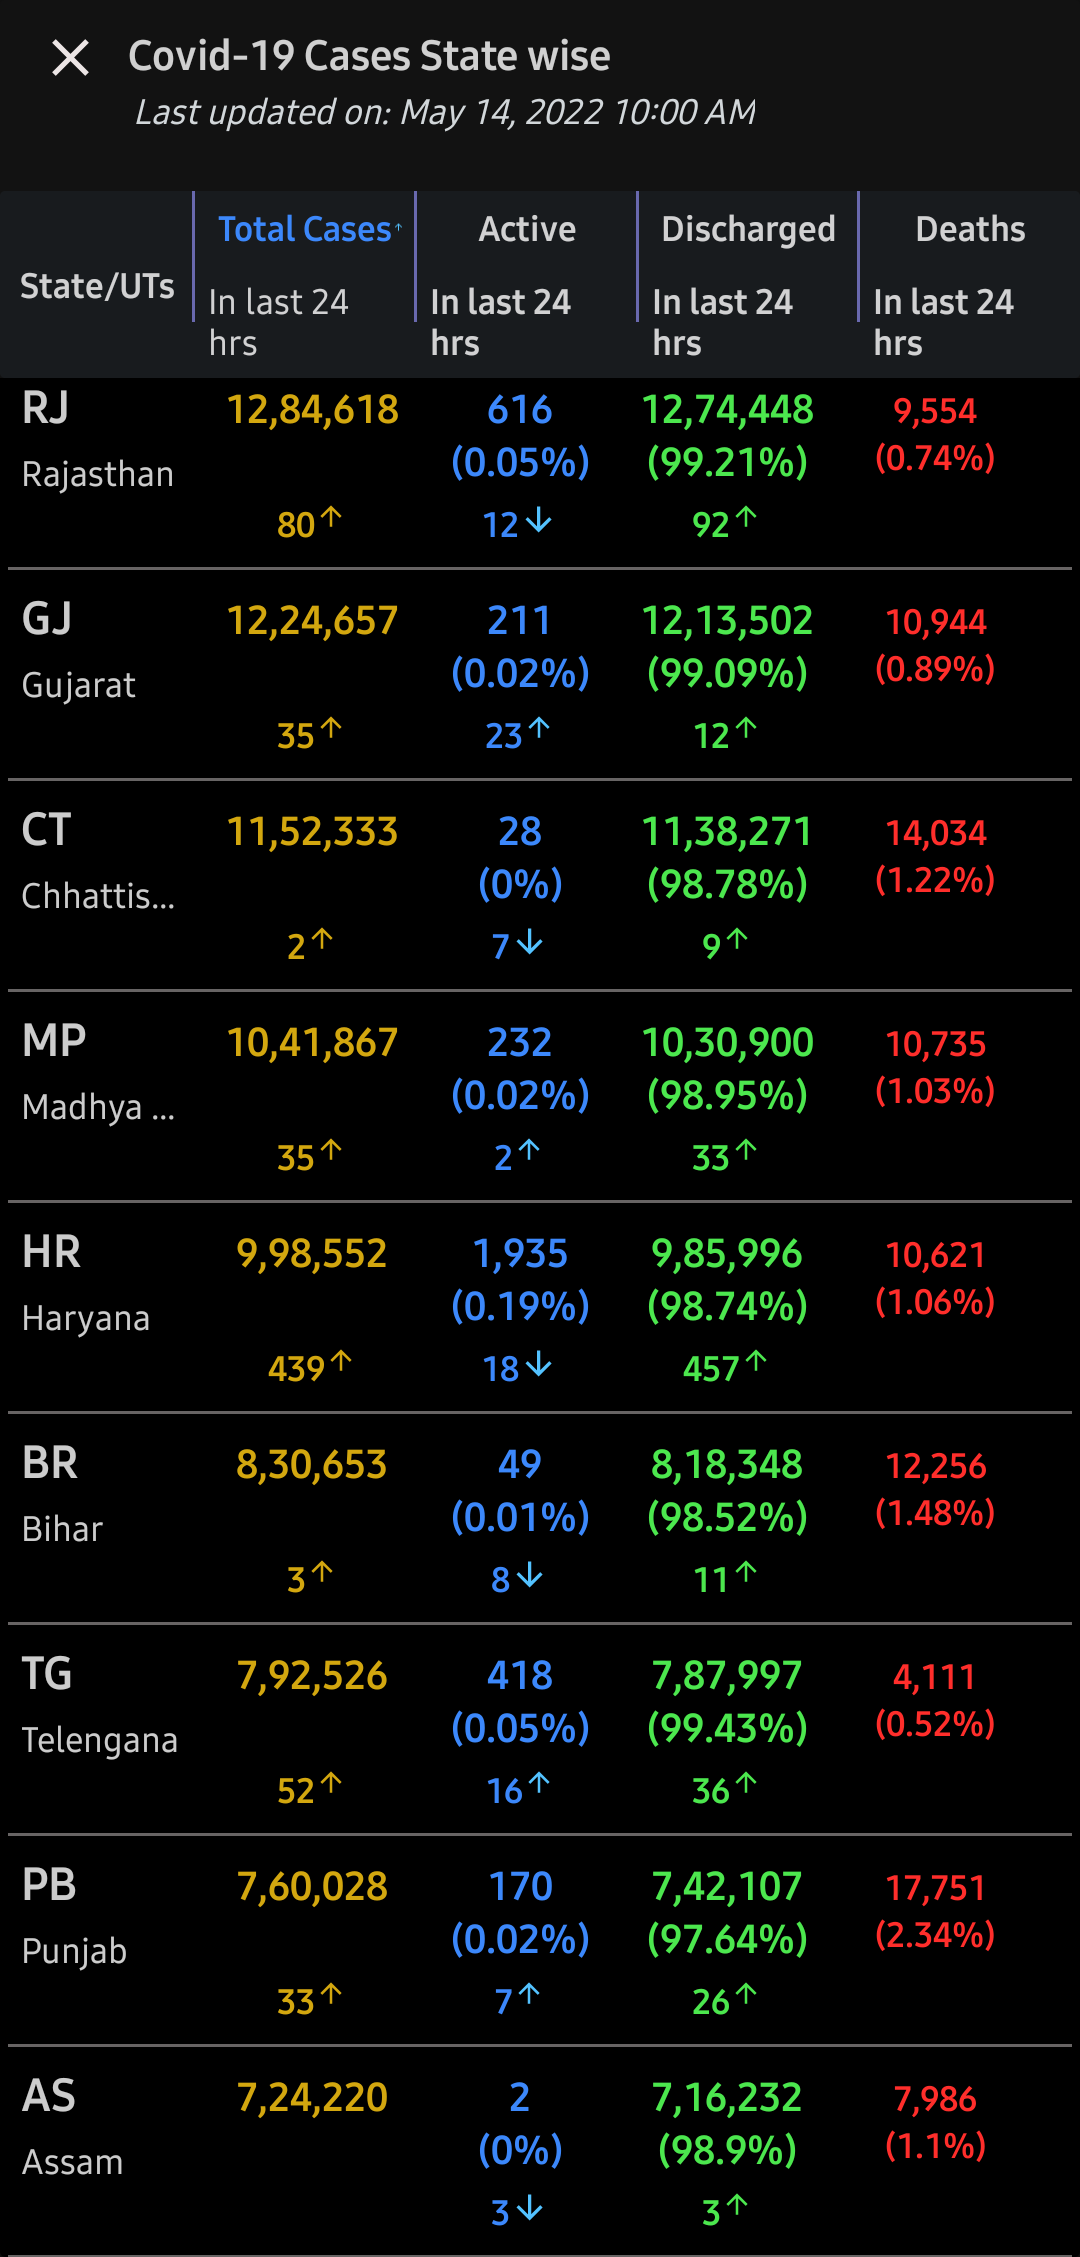 Covid-19 Cases State wise
Last updated on: May 14, 2022 10:00 AM
State/UTs
Total Cases↑
In last 24
hrs
Active
In last 24
hrs
Discharged
In last 24
hrs
Deaths
In last 24
hrs
RJ 12,84,618 616 12,74,448 9,554
Rajasthan (0.05%) (99.21%) (0.74%)
80↑ 12↓ 92↑
GJ 12,24,657 211 12,13,502 10,944
Gujarat (0.02%) (99.09%) (0.89%)
35↑ 23↑ 12↑
CT 11,52,333 28 11,38,271 14,034
Chhattis... (0%) (98.78%) (1.22%)
2↑ 7↓ 9↑
MP 10,41,867 232 10,30,900 10,735
Madhya ... (0.02%) (98.95%) (1.03%)
35↑ 2↑ 33↑
HR 9,98,552 1,935 9,85,996 10,621
Haryana (0.19%) (98.74%) (1.06%)
439↑ 18↓ 457↑
BR 8,30,653 49 8,18,348 12,256
Bihar (0.01%) (98.52%) (1.48%)
3↑ 8↓ 11↑
TG 7,92,526 418 7,87,997 4,111
Telengana (0.05%) (99.43%) (0.52%)
52↑ 16↑ 36↑
PB 7,60,028 170 7,42,107 17,751
Punjab (0.02%) (97.64%) (2.34%)
33↑ 7↑ 26↑
AS 7,24,220 2 7,16,232 7,986
Assam (0%) (98.9%) (1.1%)
3↓ 3↑